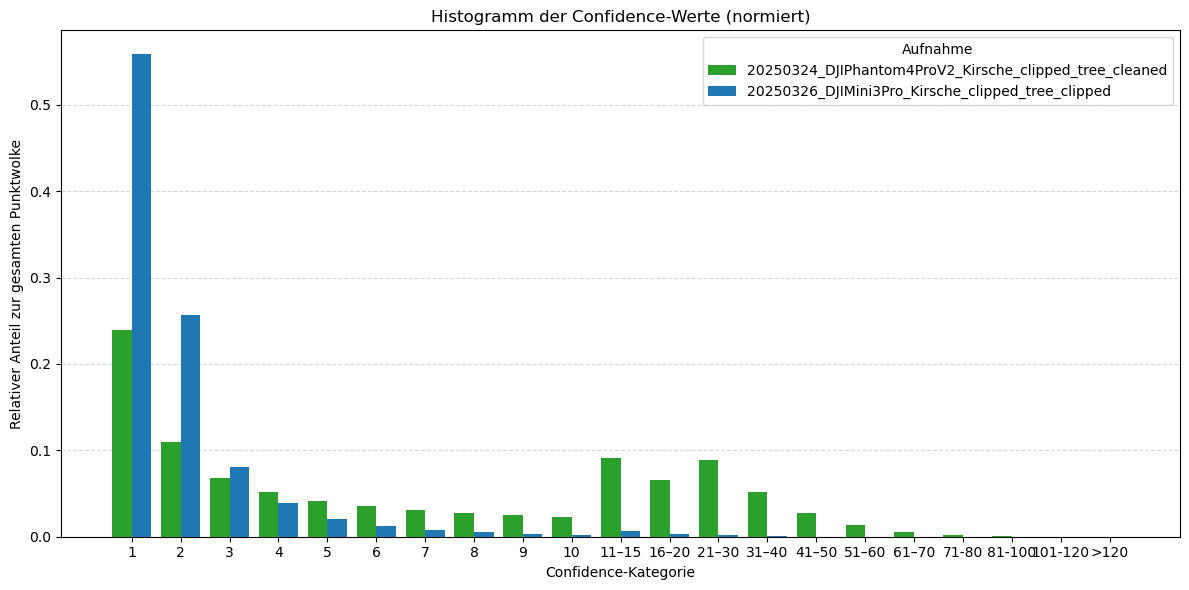 Histogramm der Confidence-Werte (normiert)
Aufnahme
20250324_DJIPhantom4ProV2_Kirsche_clipped_tree_cleaned
20250326_DJIMini3Pro_Kirsche_clipped_tree_clipped
Relativer Anteil zur gesamten Punktwolke
0.5
0.4
0.3
0.2
0.1
0.0
1 2 3 4 5 6 7 8 9 10 11–15 16–20 21–30 31–40 41–50 51–60 61–70 71-80 81-100 101-120 >120
Confidence-Kategorie